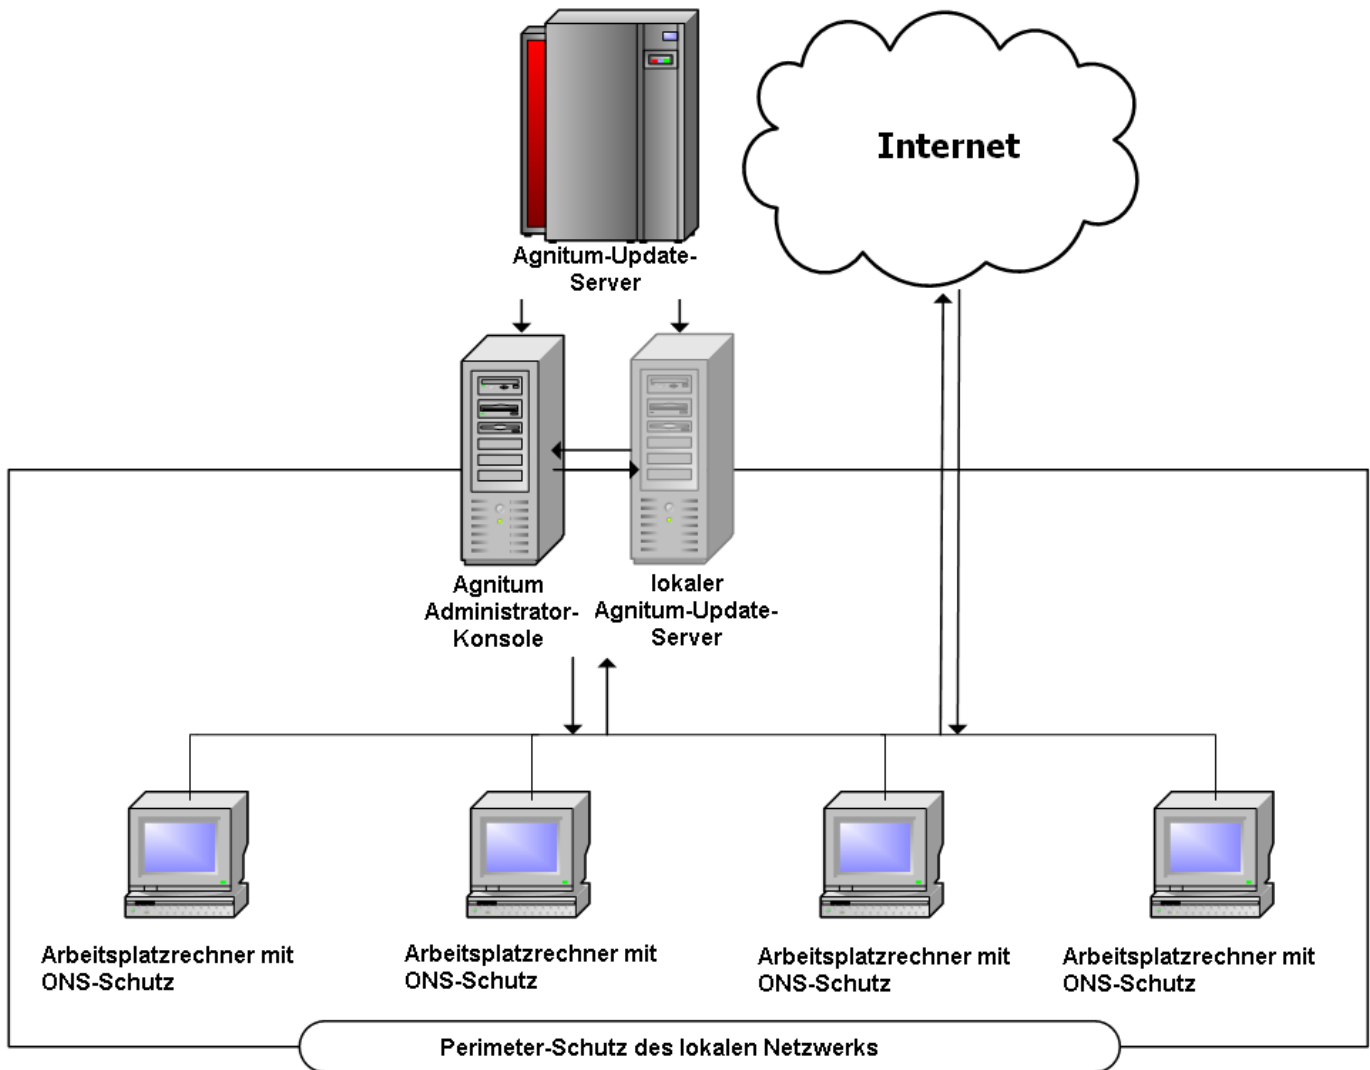 Internet
Agnitum-Update-
Server
Agnitum
Administrator-
Konsole
lokaler
Agnitum-Update-
Server
Arbeitsplatzrechner mit
ONS-Schutz
Arbeitsplatzrechner mit
ONS-Schutz
Arbeitsplatzrechner mit
ONS-Schutz
Arbeitsplatzrechner mit
ONS-Schutz
Perimeter-Schutz des lokalen Netzwerks